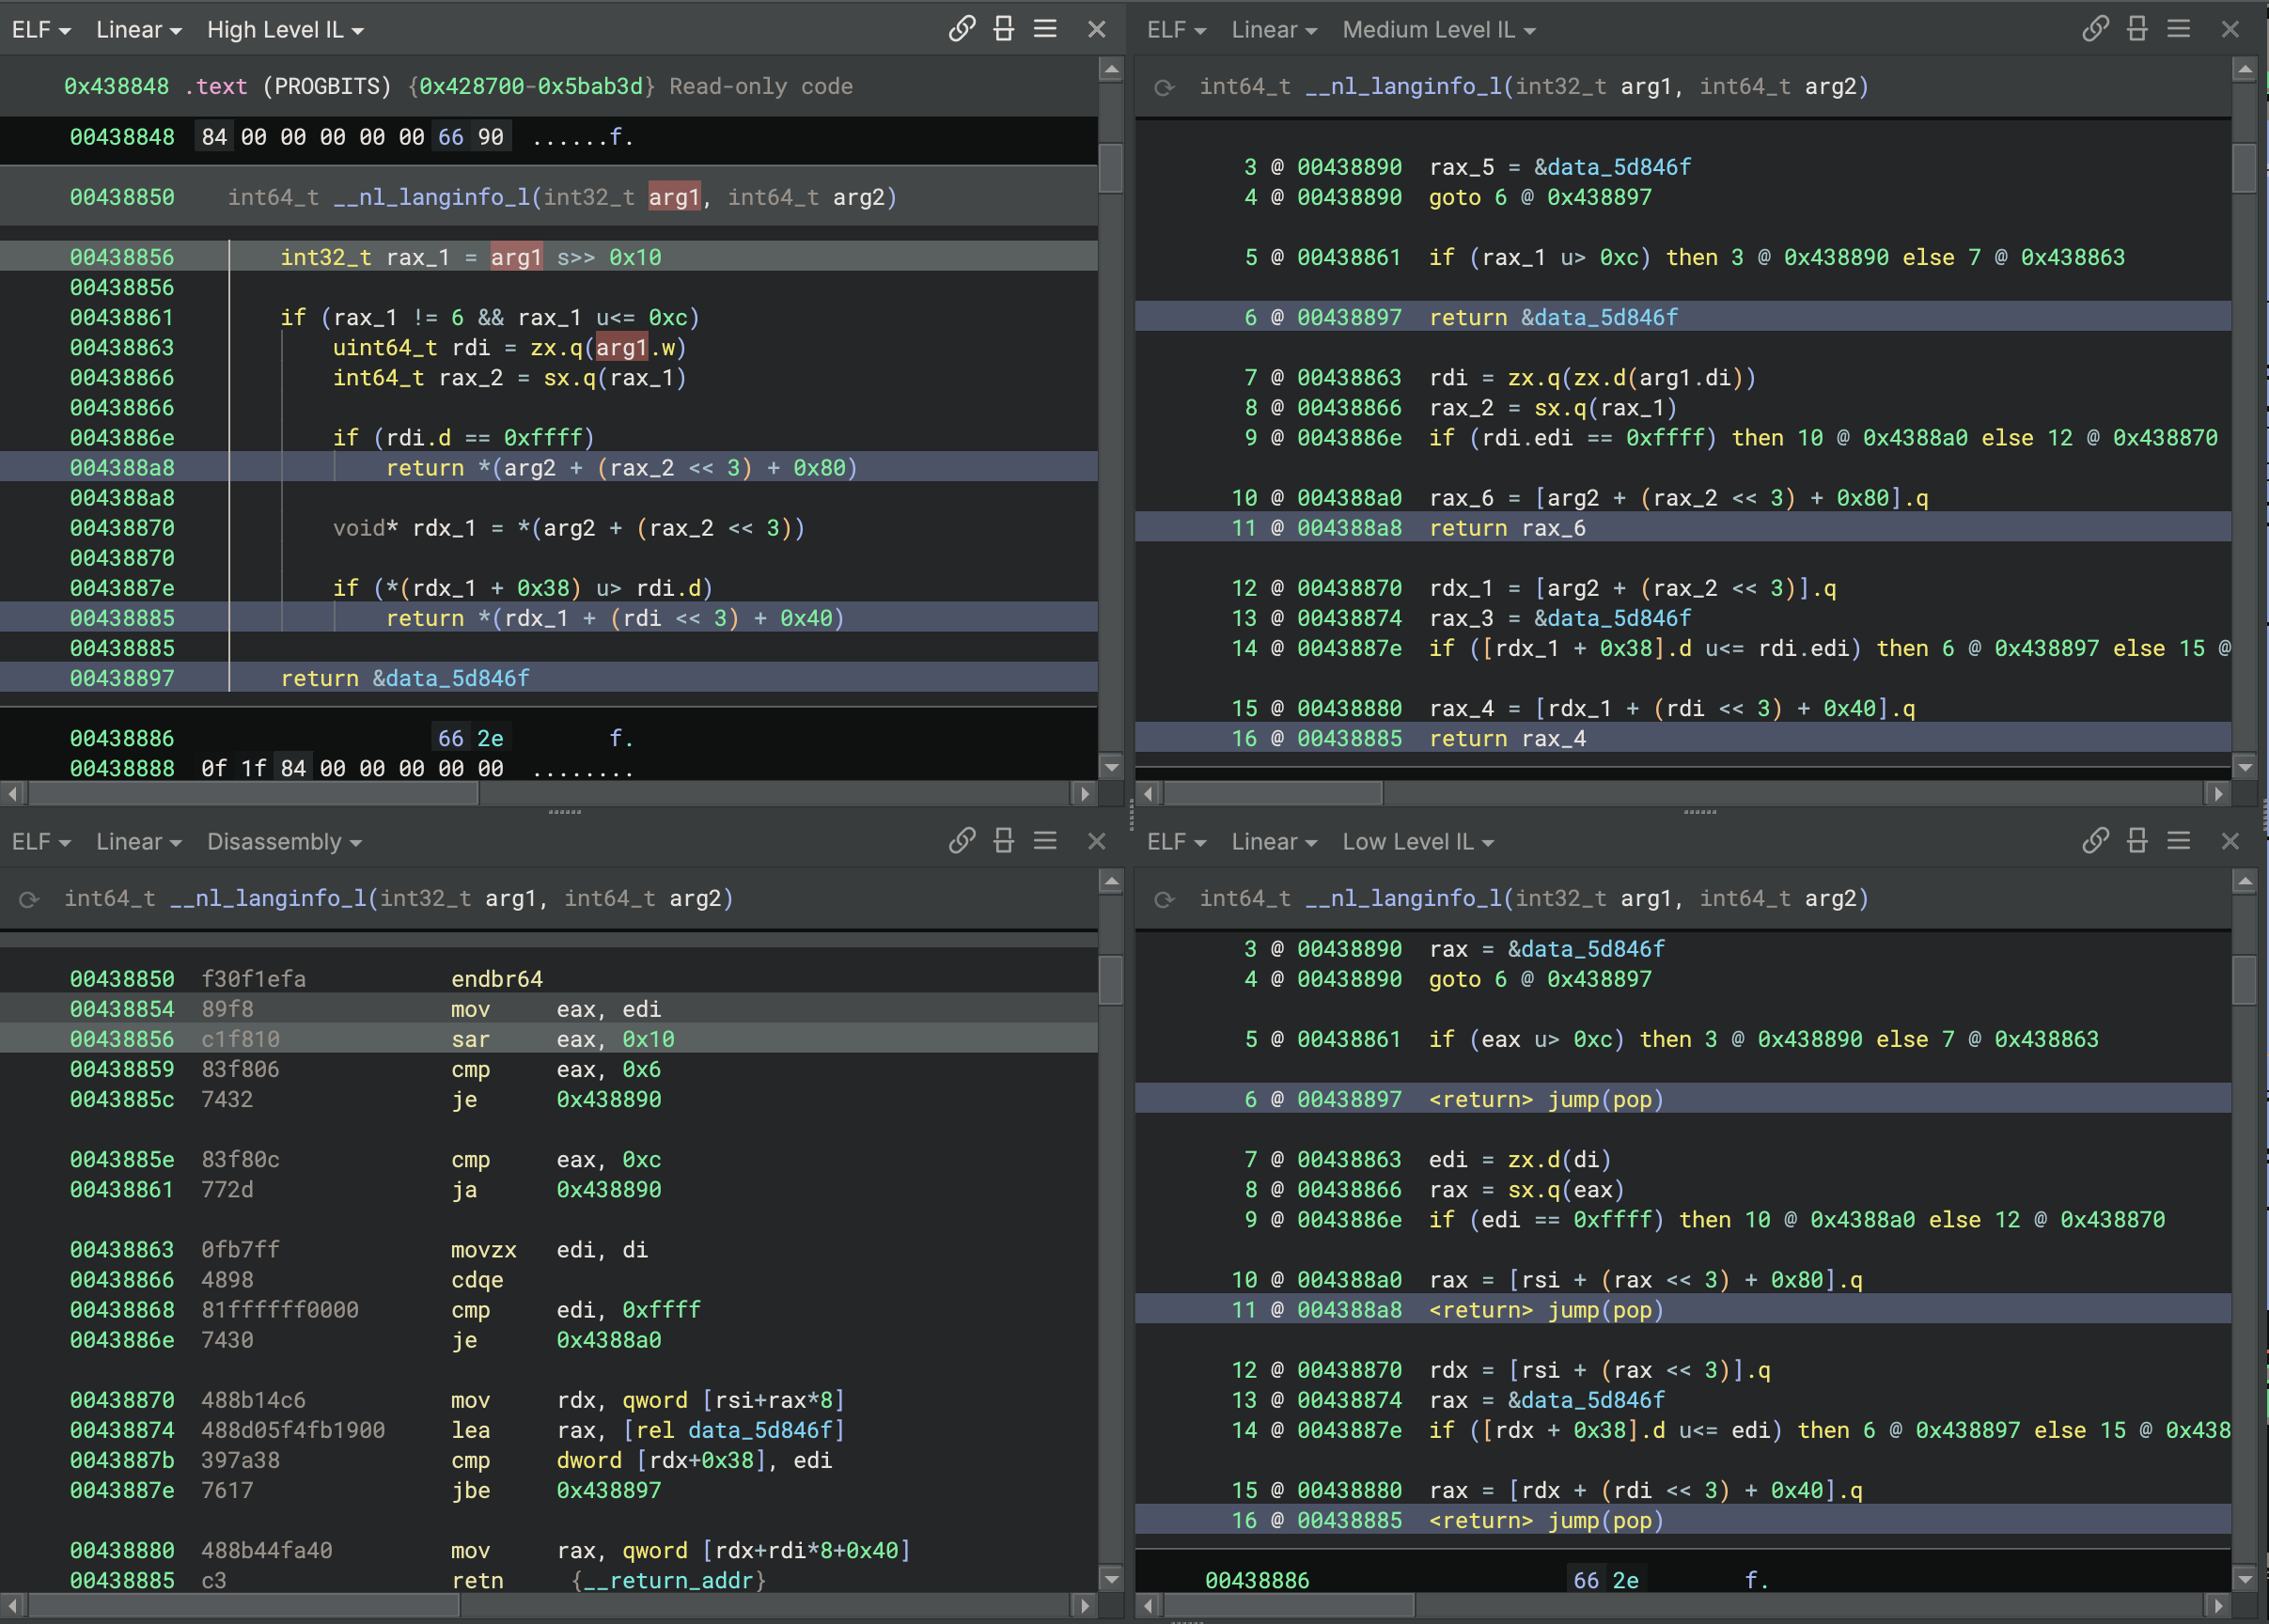 ELF Linear High Level IL
0x438848 .text (PROGBITS) {0x428700-0x5bab3d} Read-only code
00438848 84 00 00 00 00 00 66 90 ......f.
00438850 int64_t __nl_langinfo_l(int32_t arg1, int64_t arg2)
00438856 int32_t rax_1 = arg1 s>> 0x10
00438856
00438861 if (rax_1 != 6 && rax_1 u<= 0xc)
00438863 uint64_t rdi = zx.q(arg1.w)
00438866 int64_t rax_2 = sx.q(rax_1)
00438866
0043886e if (rdi.d == 0xffff)
004388a8 return *(arg2 + (rax_2 << 3) + 0x80)
004388a8
00438870 void* rdx_1 = *(arg2 + (rax_2 << 3))
00438870
0043887e if (*(rdx_1 + 0x38) u> rdi.d)
00438885 return *(rdx_1 + (rdi << 3) + 0x40)
00438885
00438897 return &data_5d846f
00438886 66 2e f.
00438888 0f 1f 84 00 00 00 00 00 ........
ELF Linear Medium Level IL
int64_t __nl_langinfo_l(int32_t arg1, int64_t arg2)
3 @ 00438890 rax_5 = &data_5d846f
4 @ 00438890 goto 6 @ 0x438897
5 @ 00438861 if (rax_1 u> 0xc) then 3 @ 0x438890 else 7 @ 0x438863
6 @ 00438897 return &data_5d846f
7 @ 00438863 rdi = zx.q(zx.d(arg1.di))
8 @ 00438866 rax_2 = sx.q(rax_1)
9 @ 0043886e if (rdi.edi == 0xffff) then 10 @ 0x4388a0 else 12 @ 0x438870
10 @ 004388a0 rax_6 = [arg2 + (rax_2 << 3) + 0x80].q
11 @ 004388a8 return rax_6
12 @ 00438870 rdx_1 = [arg2 + (rax_2 << 3)].q
13 @ 00438874 rax_3 = &data_5d846f
14 @ 0043887e if ([rdx_1 + 0x38].d u<= rdi.edi) then 6 @ 0x438897 else 15 @
15 @ 00438880 rax_4 = [rdx_1 + (rdi << 3) + 0x40].q
16 @ 00438885 return rax_4
ELF Linear Disassembly
int64_t __nl_langinfo_l(int32_t arg1, int64_t arg2)
00438850 f30f1efa endbr64
00438854 89f8 mov eax, edi
00438856 c1f810 sar eax, 0x10
00438859 83f806 cmp eax, 0x6
0043885c 7432 je 0x438890
0043885e 83f80c cmp eax, 0xc
00438861 772d ja 0x438890
00438863 0fb7ff movzx edi, di
00438866 4898 cdqe
00438868 81ffffff0000 cmp edi, 0xffff
0043886e 7430 je 0x4388a0
00438870 488b14c6 mov rdx, qword [rsi+rax*8]
00438874 488d05f4fb1900 lea rax, [rel data_5d846f]
0043887b 397a38 cmp dword [rdx+0x38], edi
0043887e 7617 jbe 0x438897
00438880 488b44fa40 mov rax, qword [rdx+rdi*8+0x40]
00438885 c3 retn {__return_addr}
ELF Linear Low Level IL
int64_t __nl_langinfo_l(int32_t arg1, int64_t arg2)
3 @ 00438890 rax = &data_5d846f
4 @ 00438890 goto 6 @ 0x438897
5 @ 00438861 if (eax u> 0xc) then 3 @ 0x438890 else 7 @ 0x438863
6 @ 00438897 <return> jump(pop)
7 @ 00438863 edi = zx.d(di)
8 @ 00438866 rax = sx.q(eax)
9 @ 0043886e if (edi == 0xffff) then 10 @ 0x4388a0 else 12 @ 0x438870
10 @ 004388a0 rax = [rsi + (rax << 3) + 0x80].q
11 @ 004388a8 <return> jump(pop)
12 @ 00438870 rdx = [rsi + (rax << 3)].q
13 @ 00438874 rax = &data_5d846f
14 @ 0043887e if ([rdx + 0x38].d u<= edi) then 6 @ 0x438897 else 15 @ 0x438
15 @ 00438880 rax = [rdx + (rdi << 3) + 0x40].q
16 @ 00438885 <return> jump(pop)
00438886 66 2e f.